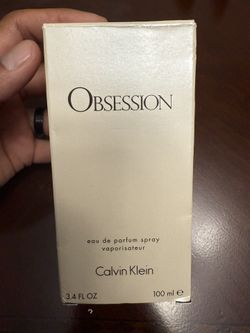 OBSESSION
eau de parfum spray
vaporisateur
Calvin Klein
3.4 FL OZ 100 ml ℮